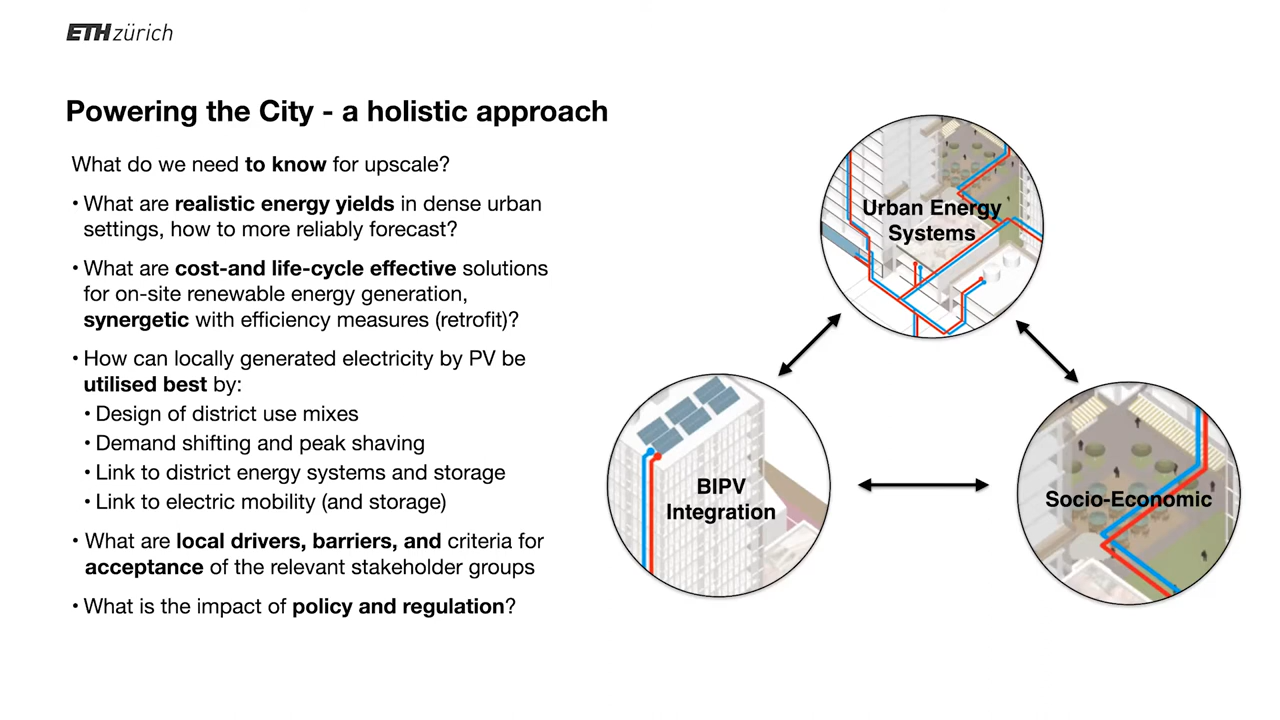 ETH zürich
Powering the City - a holistic approach
What do we need to know for upscale?
• What are realistic energy yields in dense urban
settings, how to more reliably forecast?
• What are cost-and life-cycle effective solutions
for on-site renewable energy generation,
synergetic with efficiency measures (retrofit)?
• How can locally generated electricity by PV be
utilised best by:
• Design of district use mixes
• Demand shifting and peak shaving
• Link to district energy systems and storage
• Link to electric mobility (and storage)
• What are local drivers, barriers, and criteria for
acceptance of the relevant stakeholder groups
• What is the impact of policy and regulation?
Urban Energy
Systems
BIPV
Integration
Socio-Economic